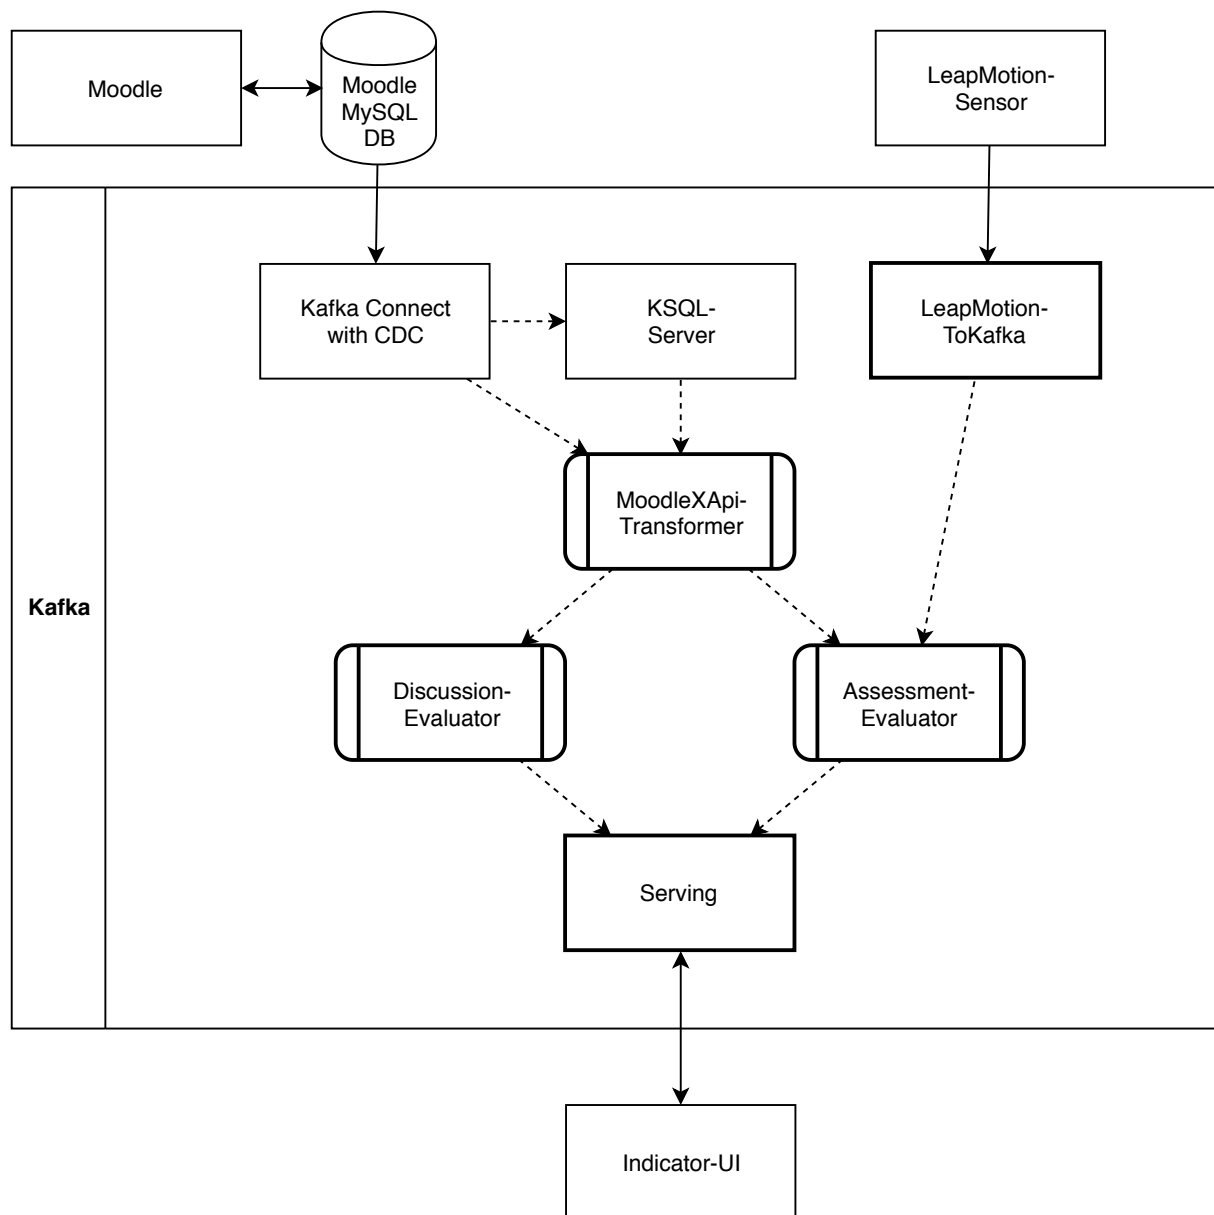 Moodle
Moodle
MySQL
DB
LeapMotion-
Sensor
Kafka Connect
with CDC
KSQL-
Server
LeapMotion-
ToKafka
MoodleXApi-
Transformer
Kafka
Discussion-
Evaluator
Assessment-
Evaluator
Serving
Indicator-UI